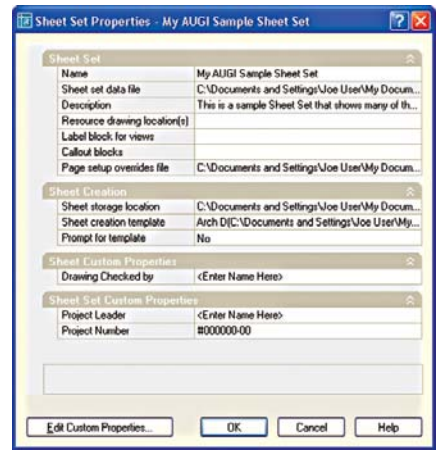 Sheet Set Properties - My AUGI Sample Sheet Set
Sheet Set
Name My AUGI Sample Sheet Set
Sheet set data file C:\Documents and Settings\Joe User\My Docum...
Description This is a sample Sheet Set that shows many of th...
Resource drawing location(s)
Label block for views
Callout blocks
Page setup overrides file C:\Documents and Settings\Joe User\My Docum...
Sheet Creation
Sheet storage location C:\Documents and Settings\Joe User\My Docum...
Sheet creation template Arch D(C:\Documents and Settings\Joe User\My...
Prompt for template No
Sheet Custom Properties
Drawing Checked by <Enter Name Here>
Sheet Set Custom Properties
Project Leader <Enter Name Here>
Project Number #000000-00
Edit Custom Properties... OK Cancel Help